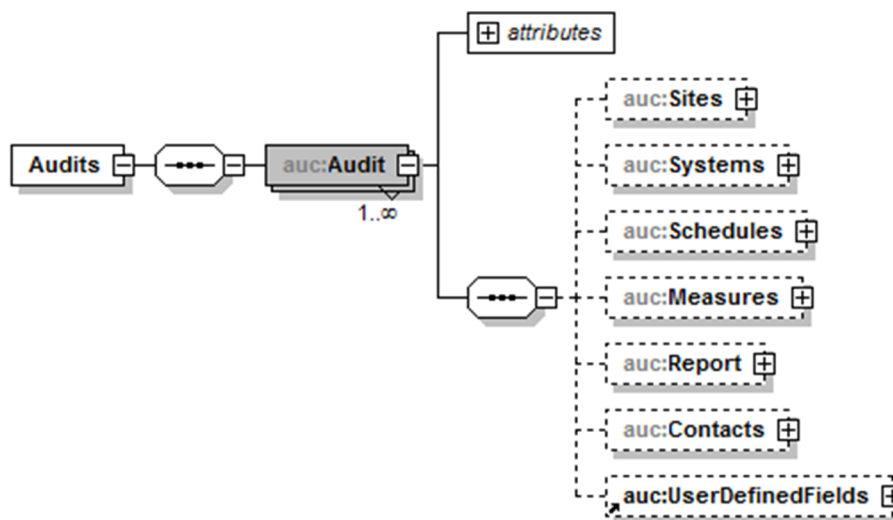 attributes
auc:Sites
Audits
auc:Audit
1..∞
auc:Systems
auc:Schedules
auc:Measures
auc:Report
auc:Contacts
auc:UserDefinedFields